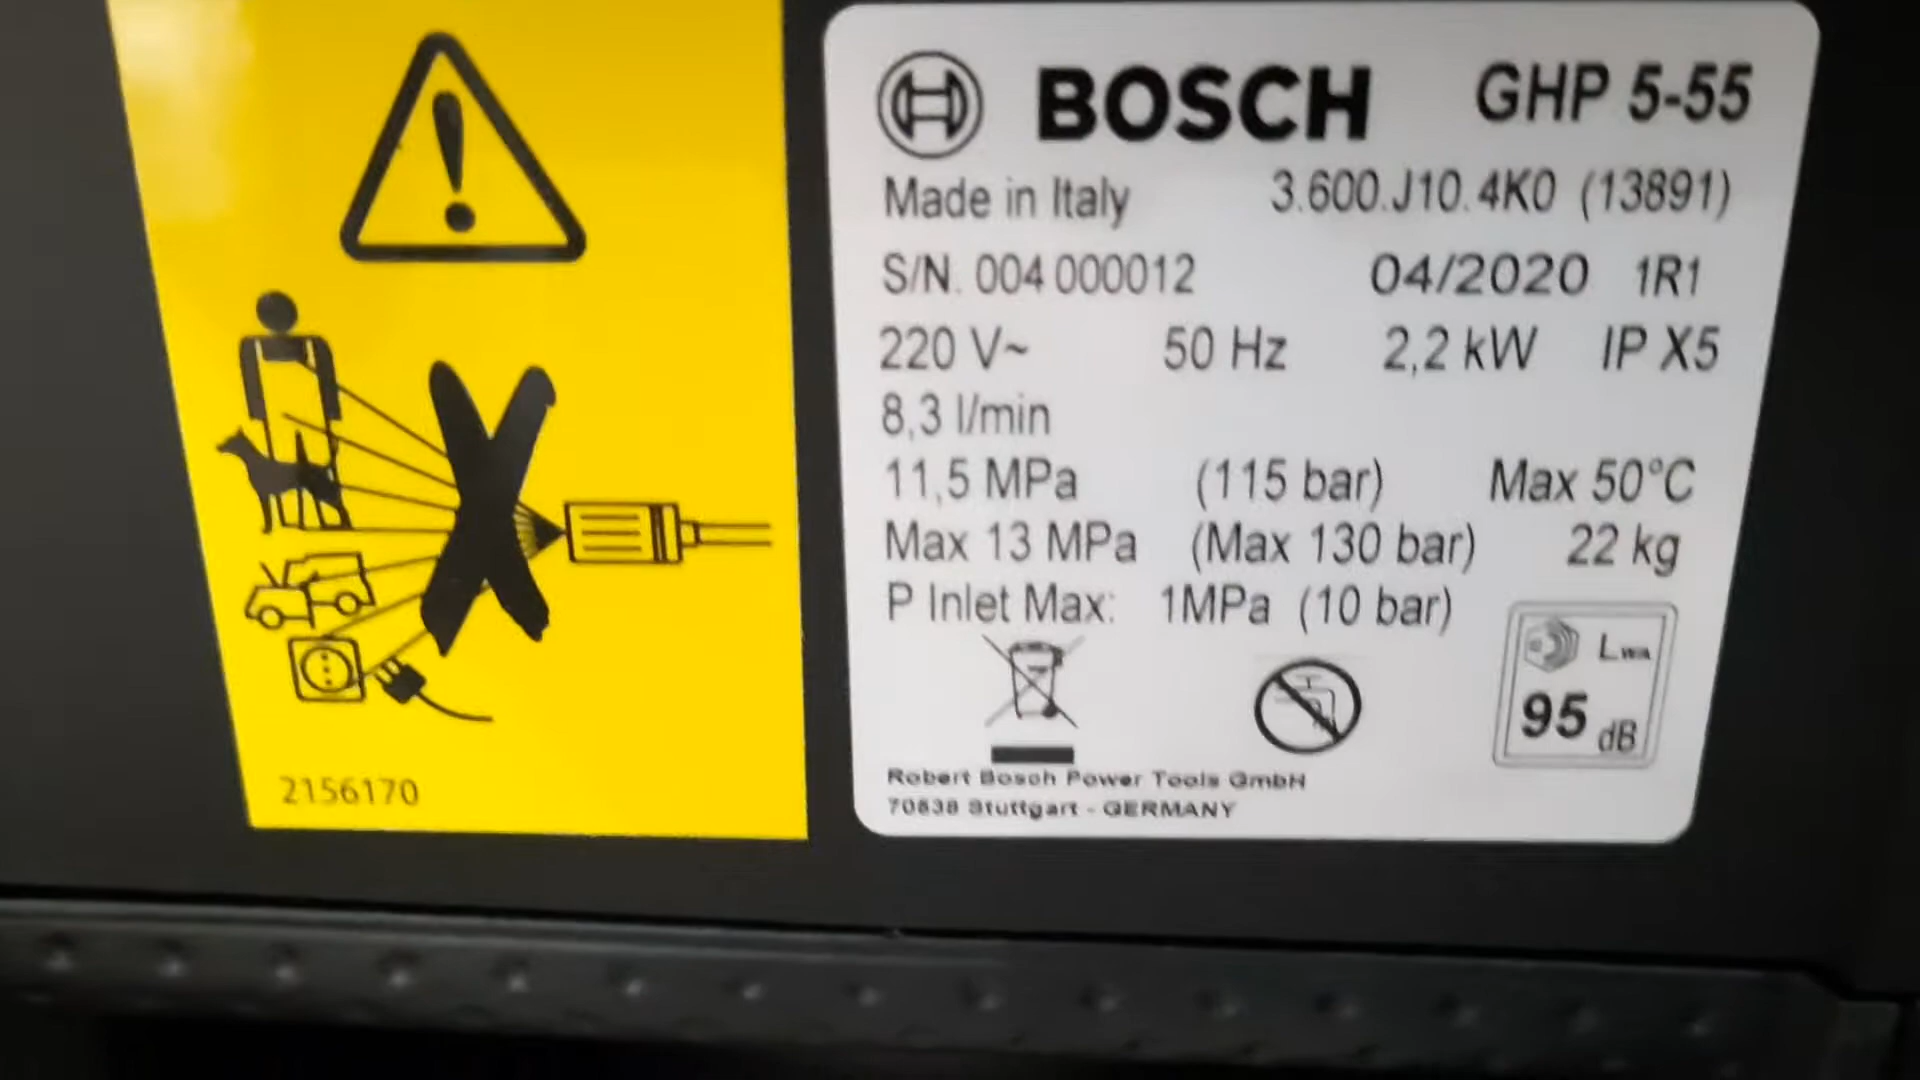 BOSCH GHP 5-55
Made in Italy 3.600.J10.4K0 (13891)
S/N. 004 000012 04/2020 1R1
220 V~ 50 Hz 2,2 kW IP X5
8,3 l/min
11,5 MPa (115 bar) Max 50°C
Max 13 MPa (Max 130 bar) 22 kg
P Inlet Max: 1MPa (10 bar)
LWA
95 dB
Robert Bosch Power Tools GmbH
70838 Stuttgart - GERMANY
2156170